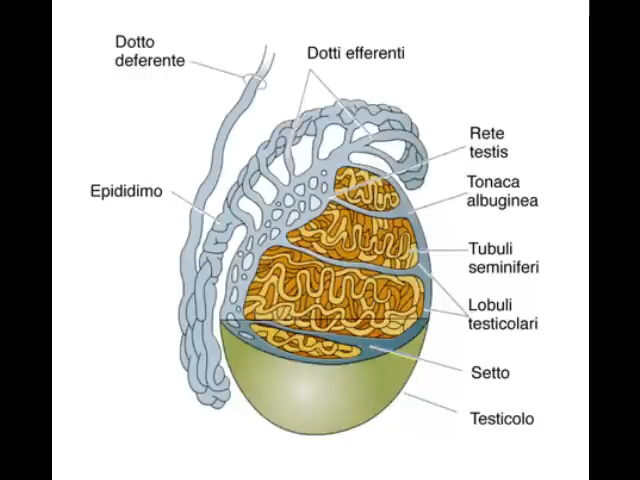 Dotto
deferente
Dotti efferenti
Rete
testis
Tonaca
albuginea
Epididimo
Tubuli
seminiferi
Lobuli
testicolari
Setto
Testicolo